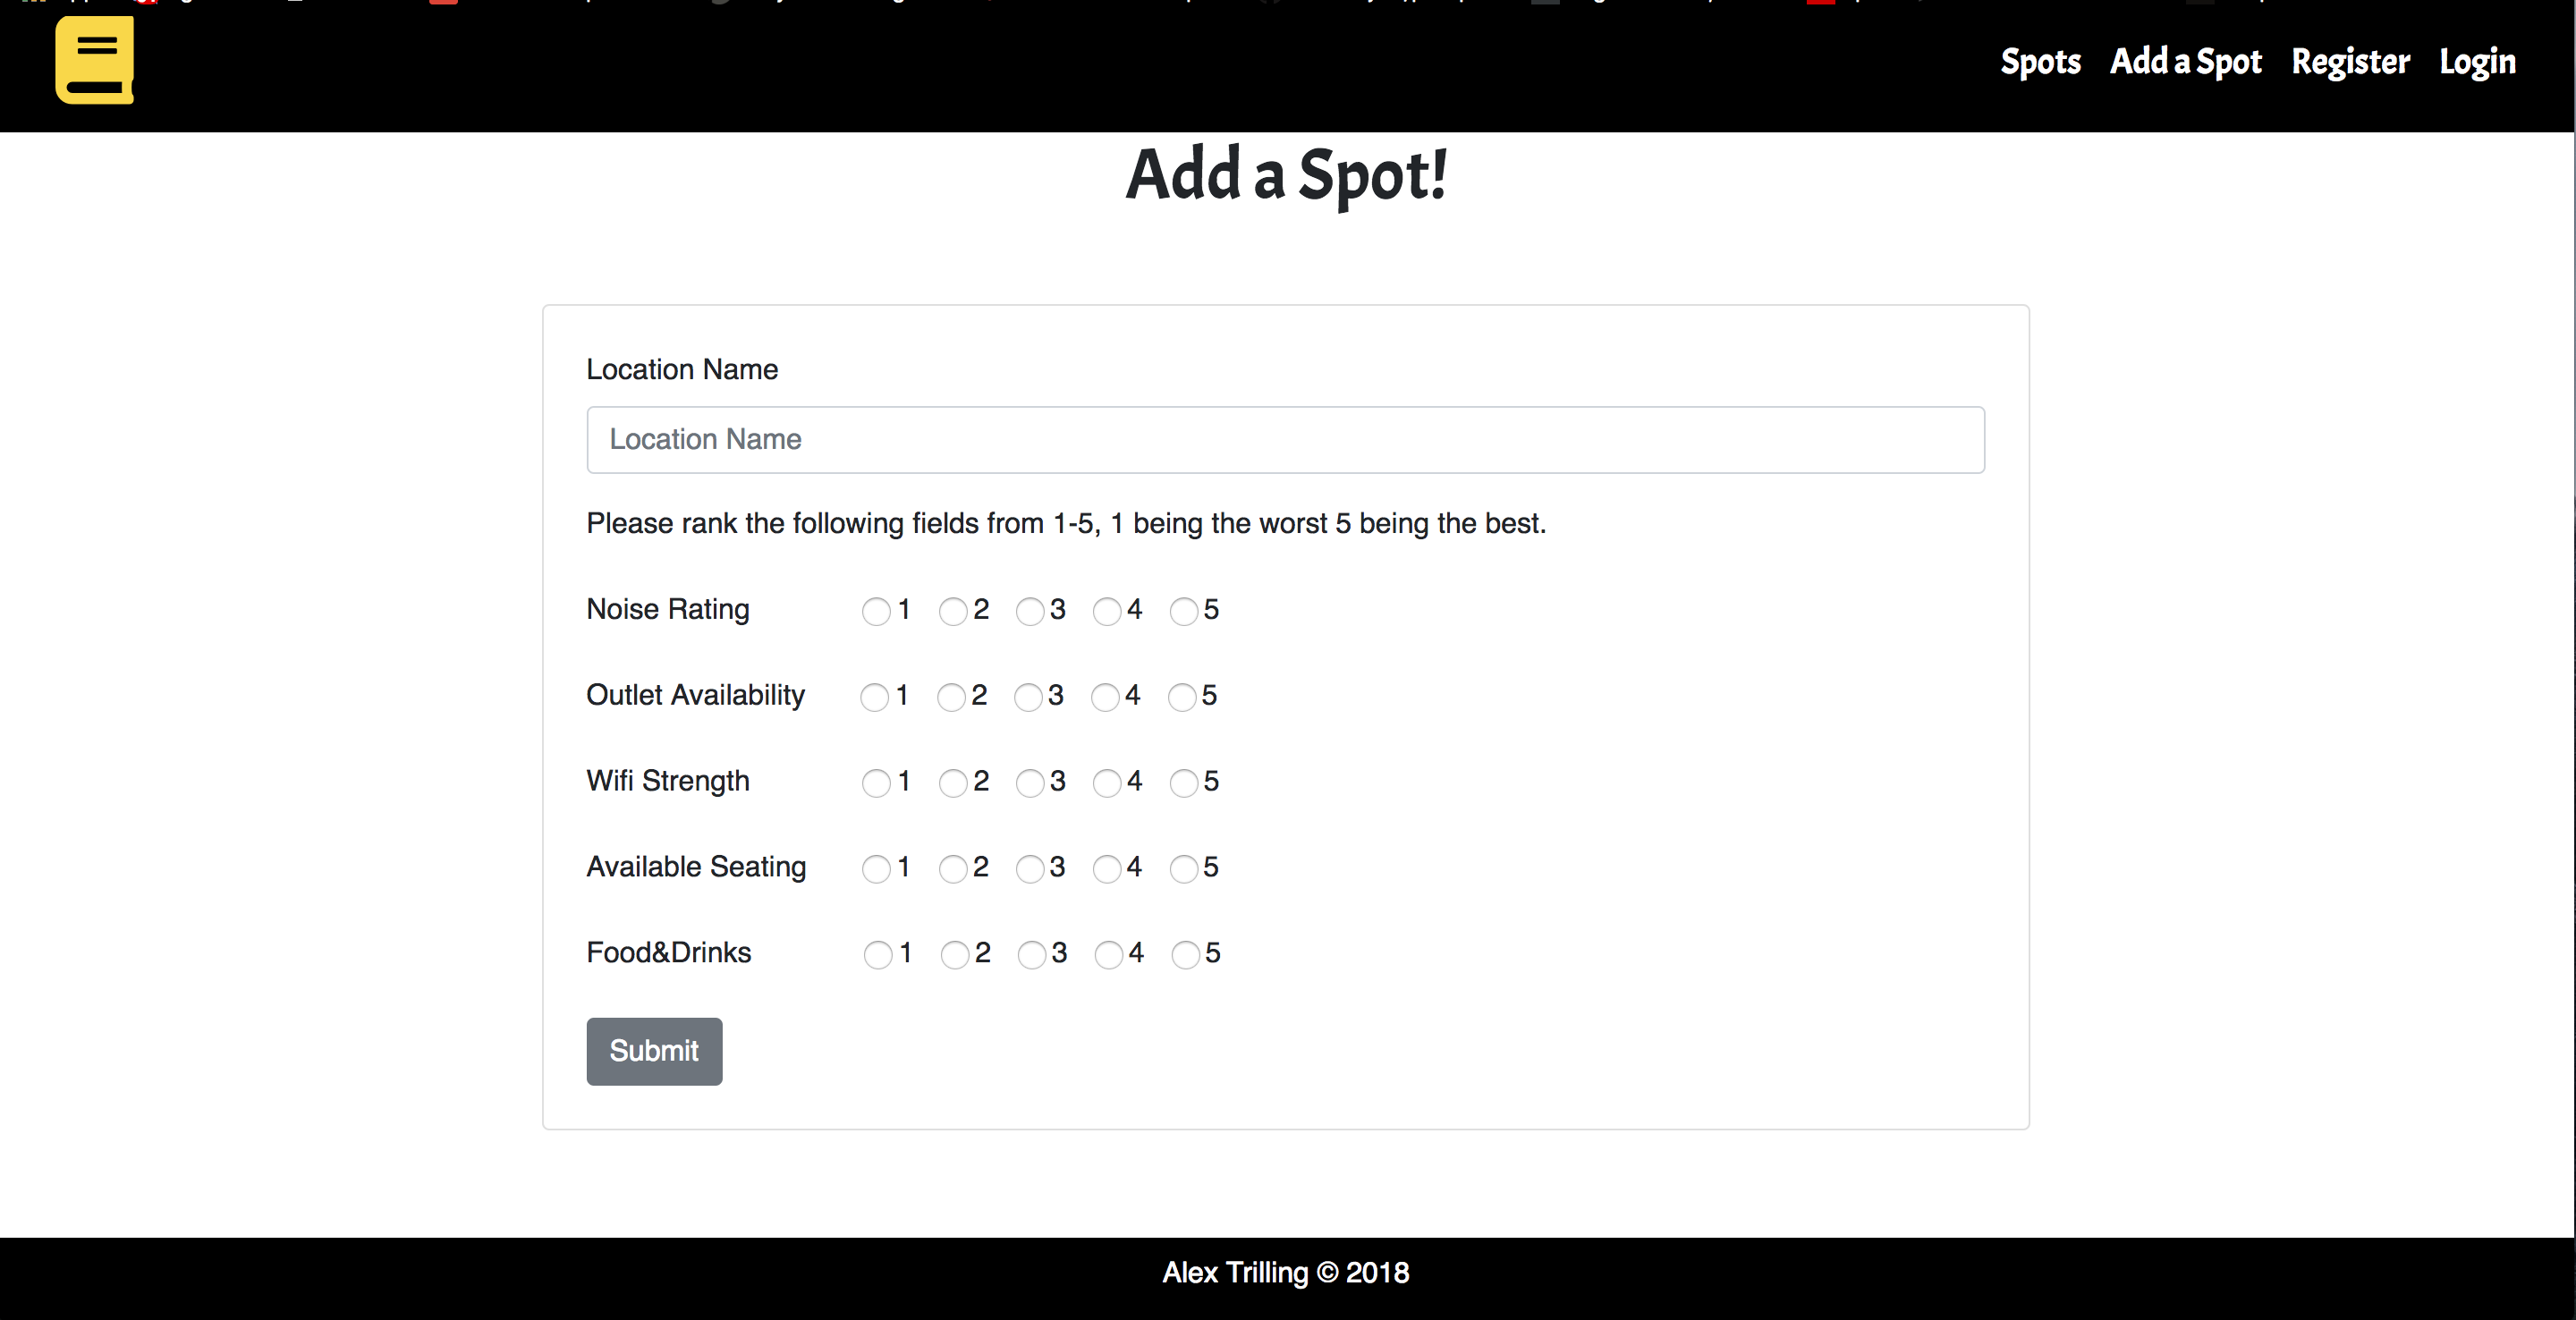 Spots Add a Spot Register Login
Add a Spot!
Location Name
Location Name
Please rank the following fields from 1-5, 1 being the worst 5 being the best.
Noise Rating 1 2 3 4 5
Outlet Availability 1 2 3 4 5
Wifi Strength 1 2 3 4 5
Available Seating 1 2 3 4 5
Food&Drinks 1 2 3 4 5
Submit
Alex Trilling © 2018